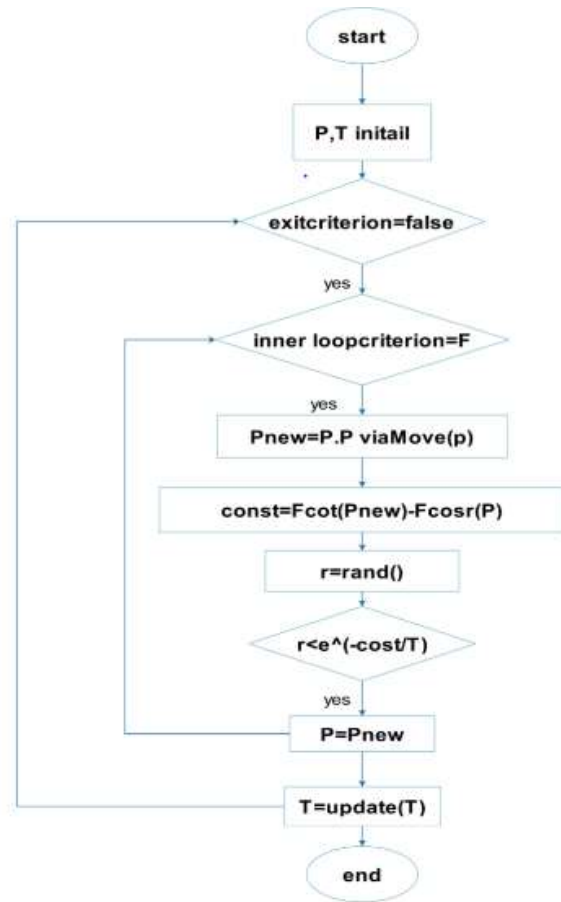 start
P,T initail
exitcriterion=false
yes
inner loopcriterion=F
yes
Pnew=P.P viaMove(p)
const=Fcot(Pnew)-Fcosr(P)
r=rand()
r<e^(-cost/T)
yes
P=Pnew
T=update(T)
end